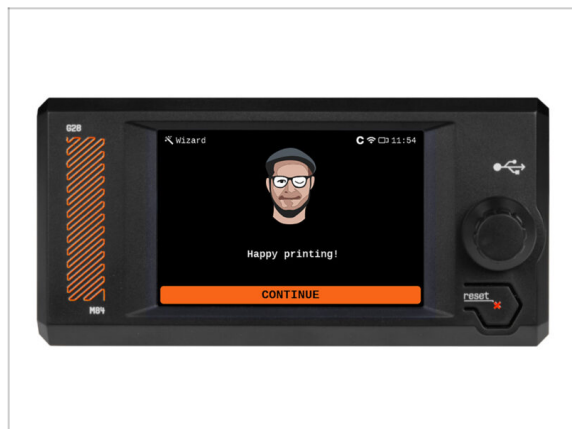 G28
Wizard
C 11:54
Happy printing!
CONTINUE
reset
M84